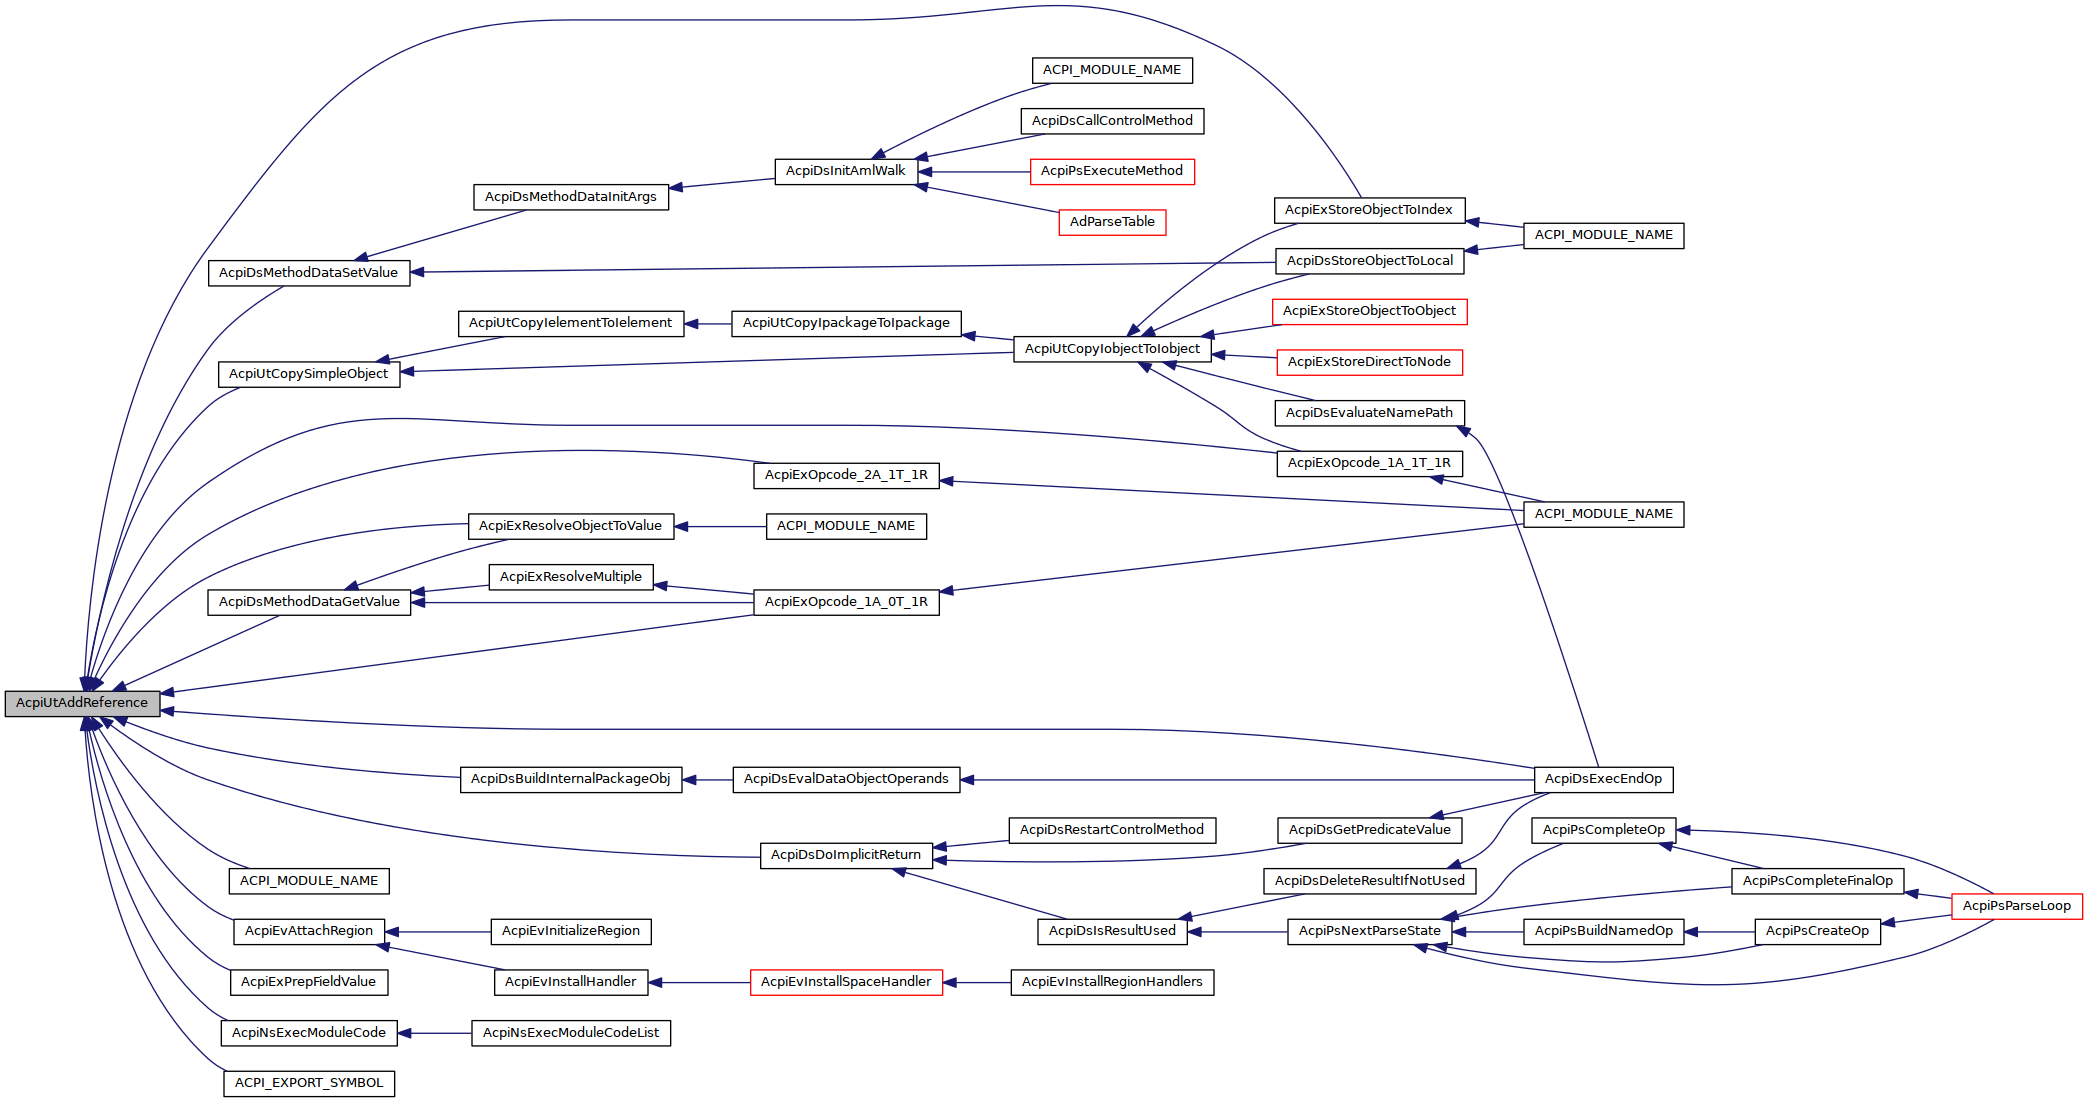 ACPI_MODULE_NAME
AcpiDsCallControlMethod
AcpiDsInitAmlWalk
AcpiPsExecuteMethod
AcpiDsMethodDataInitArgs
AdParseTable
AcpiExStoreObjectToIndex
ACPI_MODULE_NAME
AcpiDsMethodDataSetValue
AcpiDsStoreObjectToLocal
AcpiExStoreObjectToObject
AcpiUtCopyIelementToIelement
AcpiUtCopyIpackageToIpackage
AcpiUtCopyIobjectToIobject
AcpiExStoreDirectToNode
AcpiUtCopySimpleObject
AcpiDsEvaluateNamePath
AcpiExOpcode_1A_1T_1R
AcpiExOpcode_2A_1T_1R
ACPI_MODULE_NAME
AcpiExResolveObjectToValue
ACPI_MODULE_NAME
AcpiExResolveMultiple
AcpiDsMethodDataGetValue
AcpiExOpcode_1A_0T_1R
AcpiUtAddReference
AcpiDsBuildInternalPackageObj
AcpiDsEvalDataObjectOperands
AcpiDsExecEndOp
AcpiDsRestartControlMethod
AcpiDsGetPredicateValue
AcpiPsCompleteOp
AcpiDsDoImplicitReturn
ACPI_MODULE_NAME
AcpiDsDeleteResultIfNotUsed
AcpiPsCompleteFinalOp
AcpiPsParseLoop
AcpiEvAttachRegion
AcpiEvInitializeRegion
AcpiDsIsResultUsed
AcpiPsNextParseState
AcpiPsBuildNamedOp
AcpiPsCreateOp
AcpiExPrepFieldValue
AcpiEvInstallHandler
AcpiEvInstallSpaceHandler
AcpiEvInstallRegionHandlers
AcpiNsExecModuleCode
AcpiNsExecModuleCodeList
ACPI_EXPORT_SYMBOL